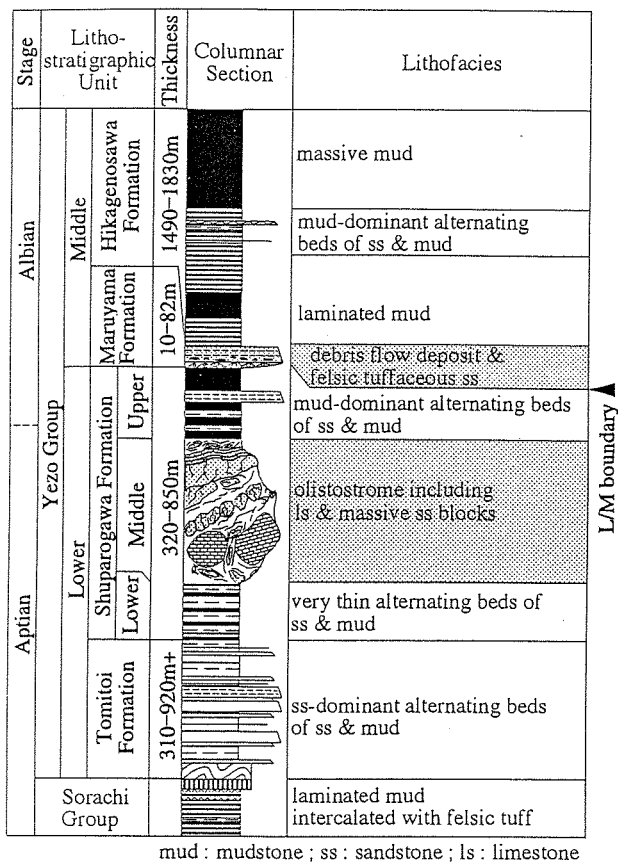 Stage
Litho-
stratigraphic
Unit
Thickness
Columnar
Section
Lithofacies
Albian
Aptian
Yezo Group
Middle
Lower
Hikagenosawa
Formation
1490-1830m
massive mud
mud-dominant alternating
beds of ss & mud
laminated mud
Maruyama
Formation
10-82m
debris flow deposit &
felsic tuffaceous ss
Shuparogawa Formation
Upper
Middle
Lower
320-850m
mud-dominant alternating beds
of ss & mud
olistostrome including
ls & massive ss blocks
very thin alternating beds of
ss & mud
Tomitoi
Formation
310-920m+
ss-dominant alternating beds
of ss & mud
Sorachi
Group
laminated mud
intercalated with felsic tuff
L/M boundary
mud : mudstone ; ss : sandstone ; ls : limestone